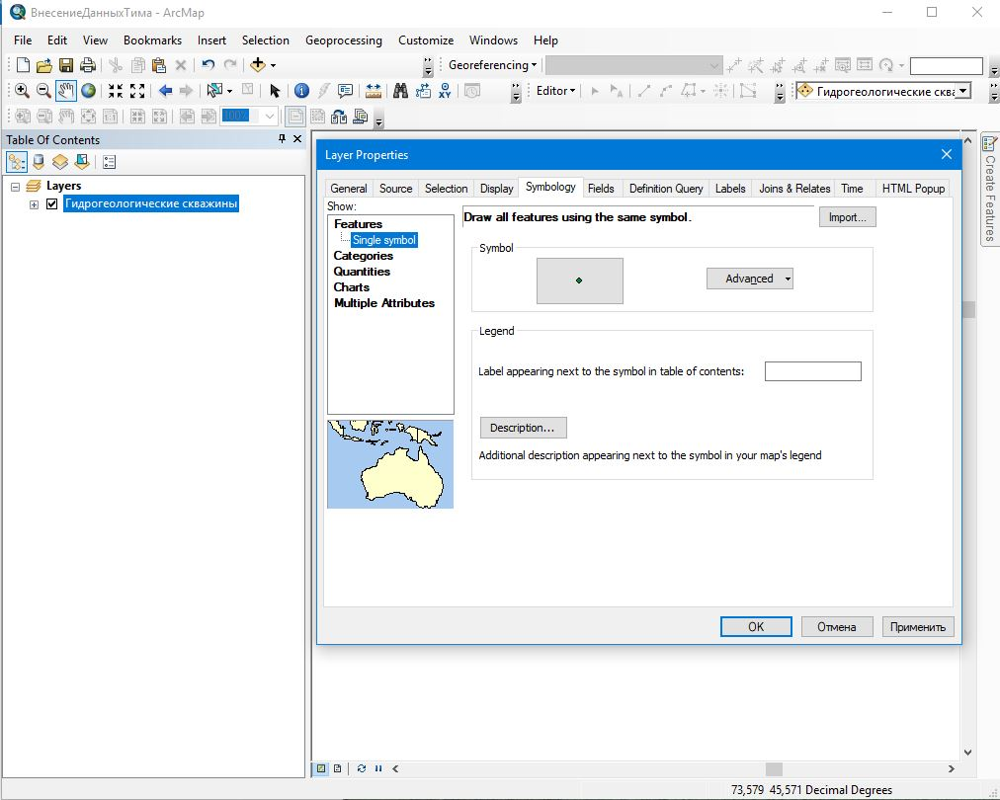 ВнесениеДанныхТима - ArcMap
File Edit View Bookmarks Insert Selection Geoprocessing Customize Windows Help
Georeferencing
Editor
Гидрогеологические сква
100%
Table Of Contents
Layers
Гидрогеологические скважины
Create Features
Layer Properties
General Source Selection Display Symbology Fields Definition Query Labels Joins & Relates Time HTML Popup
Show:
Features
Single symbol
Categories
Quantities
Charts
Multiple Attributes
Draw all features using the same symbol.
Import...
Symbol
Advanced
Legend
Label appearing next to the symbol in table of contents:
Description...
Additional description appearing next to the symbol in your map's legend
OK Отмена Применить
73,579 45,571 Decimal Degrees